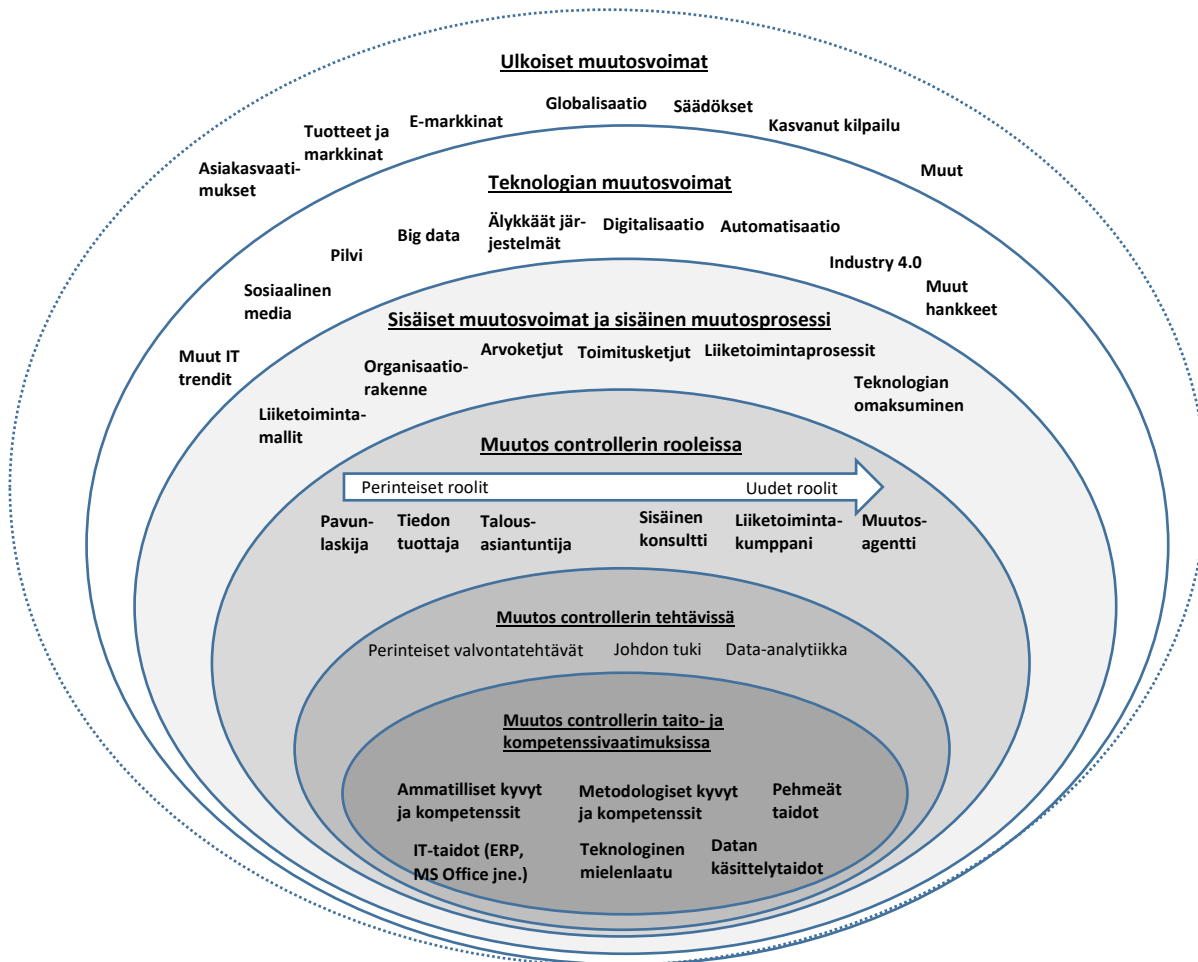 Ulkoiset muutosvoimat
Globalisaatio
Säädökset
E-markkinat
Kasvanut kilpailu
Tuotteet ja
markkinat
Asiakasvaati-
mukset
Muut
Teknologian muutosvoimat
Älykkäät jär-
jestelmät
Digitalisaatio
Automatisaatio
Big data
Pilvi
Industry 4.0
Sosiaalinen
media
Muut
hankkeet
Muut IT
trendit
Sisäiset muutosvoimat ja sisäinen muutosprosessi
Arvoketjut
Toimitusketjut
Liiketoimintaprosessit
Organisaatio-
rakenne
Teknologian
omaksuminen
Liiketoiminta-
mallit
Muutos controllerin rooleissa
Perinteiset roolit
Uudet roolit
Pavun-
laskija
Tiedon
tuottaja
Talous-
asiantuntija
Sisäinen
konsultti
Liiketoiminta-
kumppani
Muutos-
agentti
Muutos controllerin tehtävissä
Perinteiset valvontatehtävät
Johdon tuki
Data-analytiikka
Muutos controllerin taito- ja
kompetenssivaatimuksissa
Ammatilliset kyvyt
ja kompetenssit
Metodologiset kyvyt
ja kompetenssit
Pehmeät
taidot
IT-taidot (ERP,
MS Office jne.)
Teknologinen
mielenlaatu
Datan
käsittelytaidot